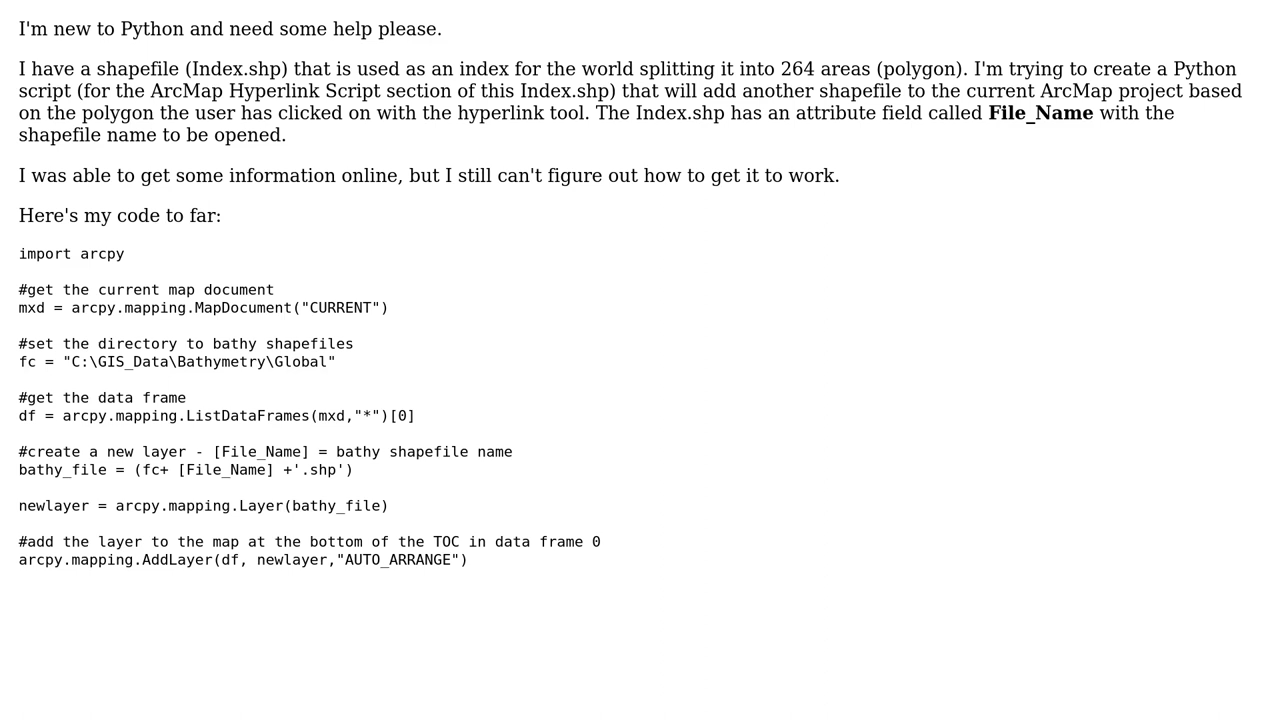 I'm new to Python and need some help please.
I have a shapefile (Index.shp) that is used as an index for the world splitting it into 264 areas (polygon). I'm trying to create a Python
script (for the ArcMap Hyperlink Script section of this Index.shp) that will add another shapefile to the current ArcMap project based
on the polygon the user has clicked on with the hyperlink tool. The Index.shp has an attribute field called File_Name with the
shapefile name to be opened.
I was able to get some information online, but I still can't figure out how to get it to work.
Here's my code to far:
import arcpy
#get the current map document
mxd = arcpy.mapping.MapDocument("CURRENT")
#set the directory to bathy shapefiles
fc = "C:\GIS_Data\Bathymetry\Global"
#get the data frame
df = arcpy.mapping.ListDataFrames(mxd,"*")[0]
#create a new layer - [File_Name] = bathy shapefile name
bathy_file = (fc+ [File_Name] +'.shp')
newlayer = arcpy.mapping.Layer(bathy_file)
#add the layer to the map at the bottom of the TOC in data frame 0
arcpy.mapping.AddLayer(df, newlayer,"AUTO_ARRANGE")